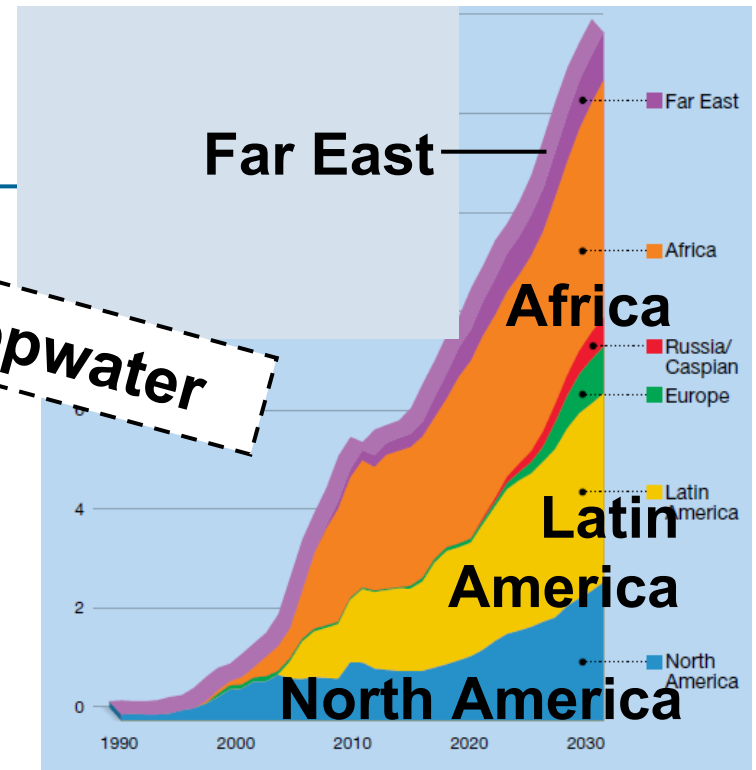 Far East
Far East
Africa
Africa
Russia/
Caspian
pwater
Europe
4
Latin
America
Latin
America
2
North
America
North America
0
1990
2000
2010
2020
2030